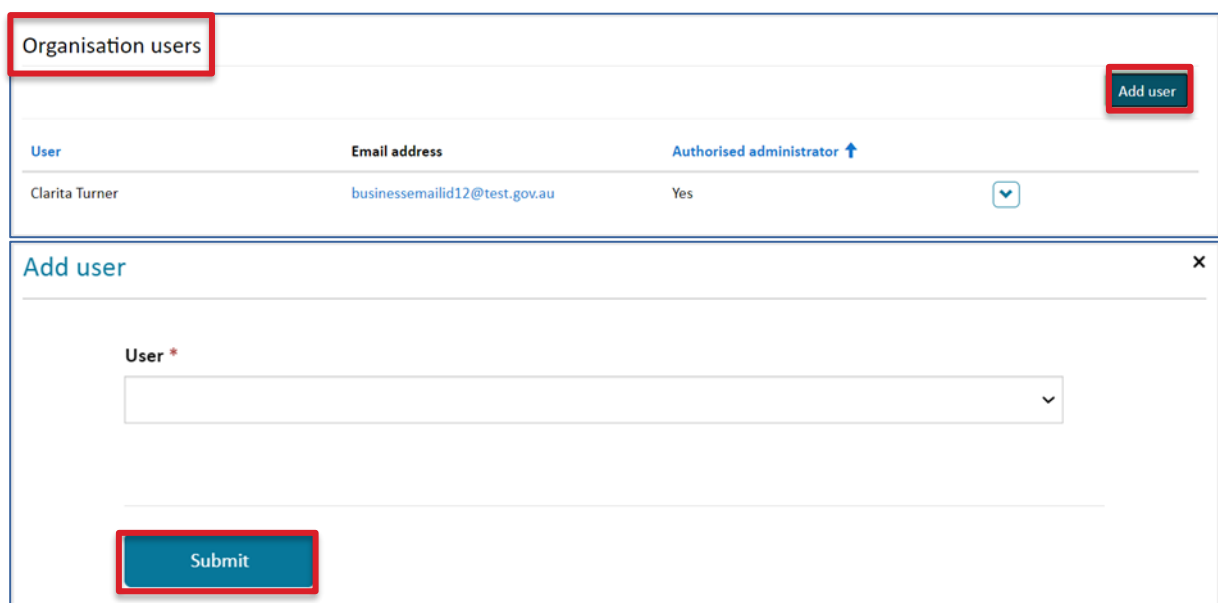 Organisation users
Add user
User Email address Authorised administrator ↑
Clarita Turner businessemailid12@test.gov.au Yes
Add user ×
User *
Submit